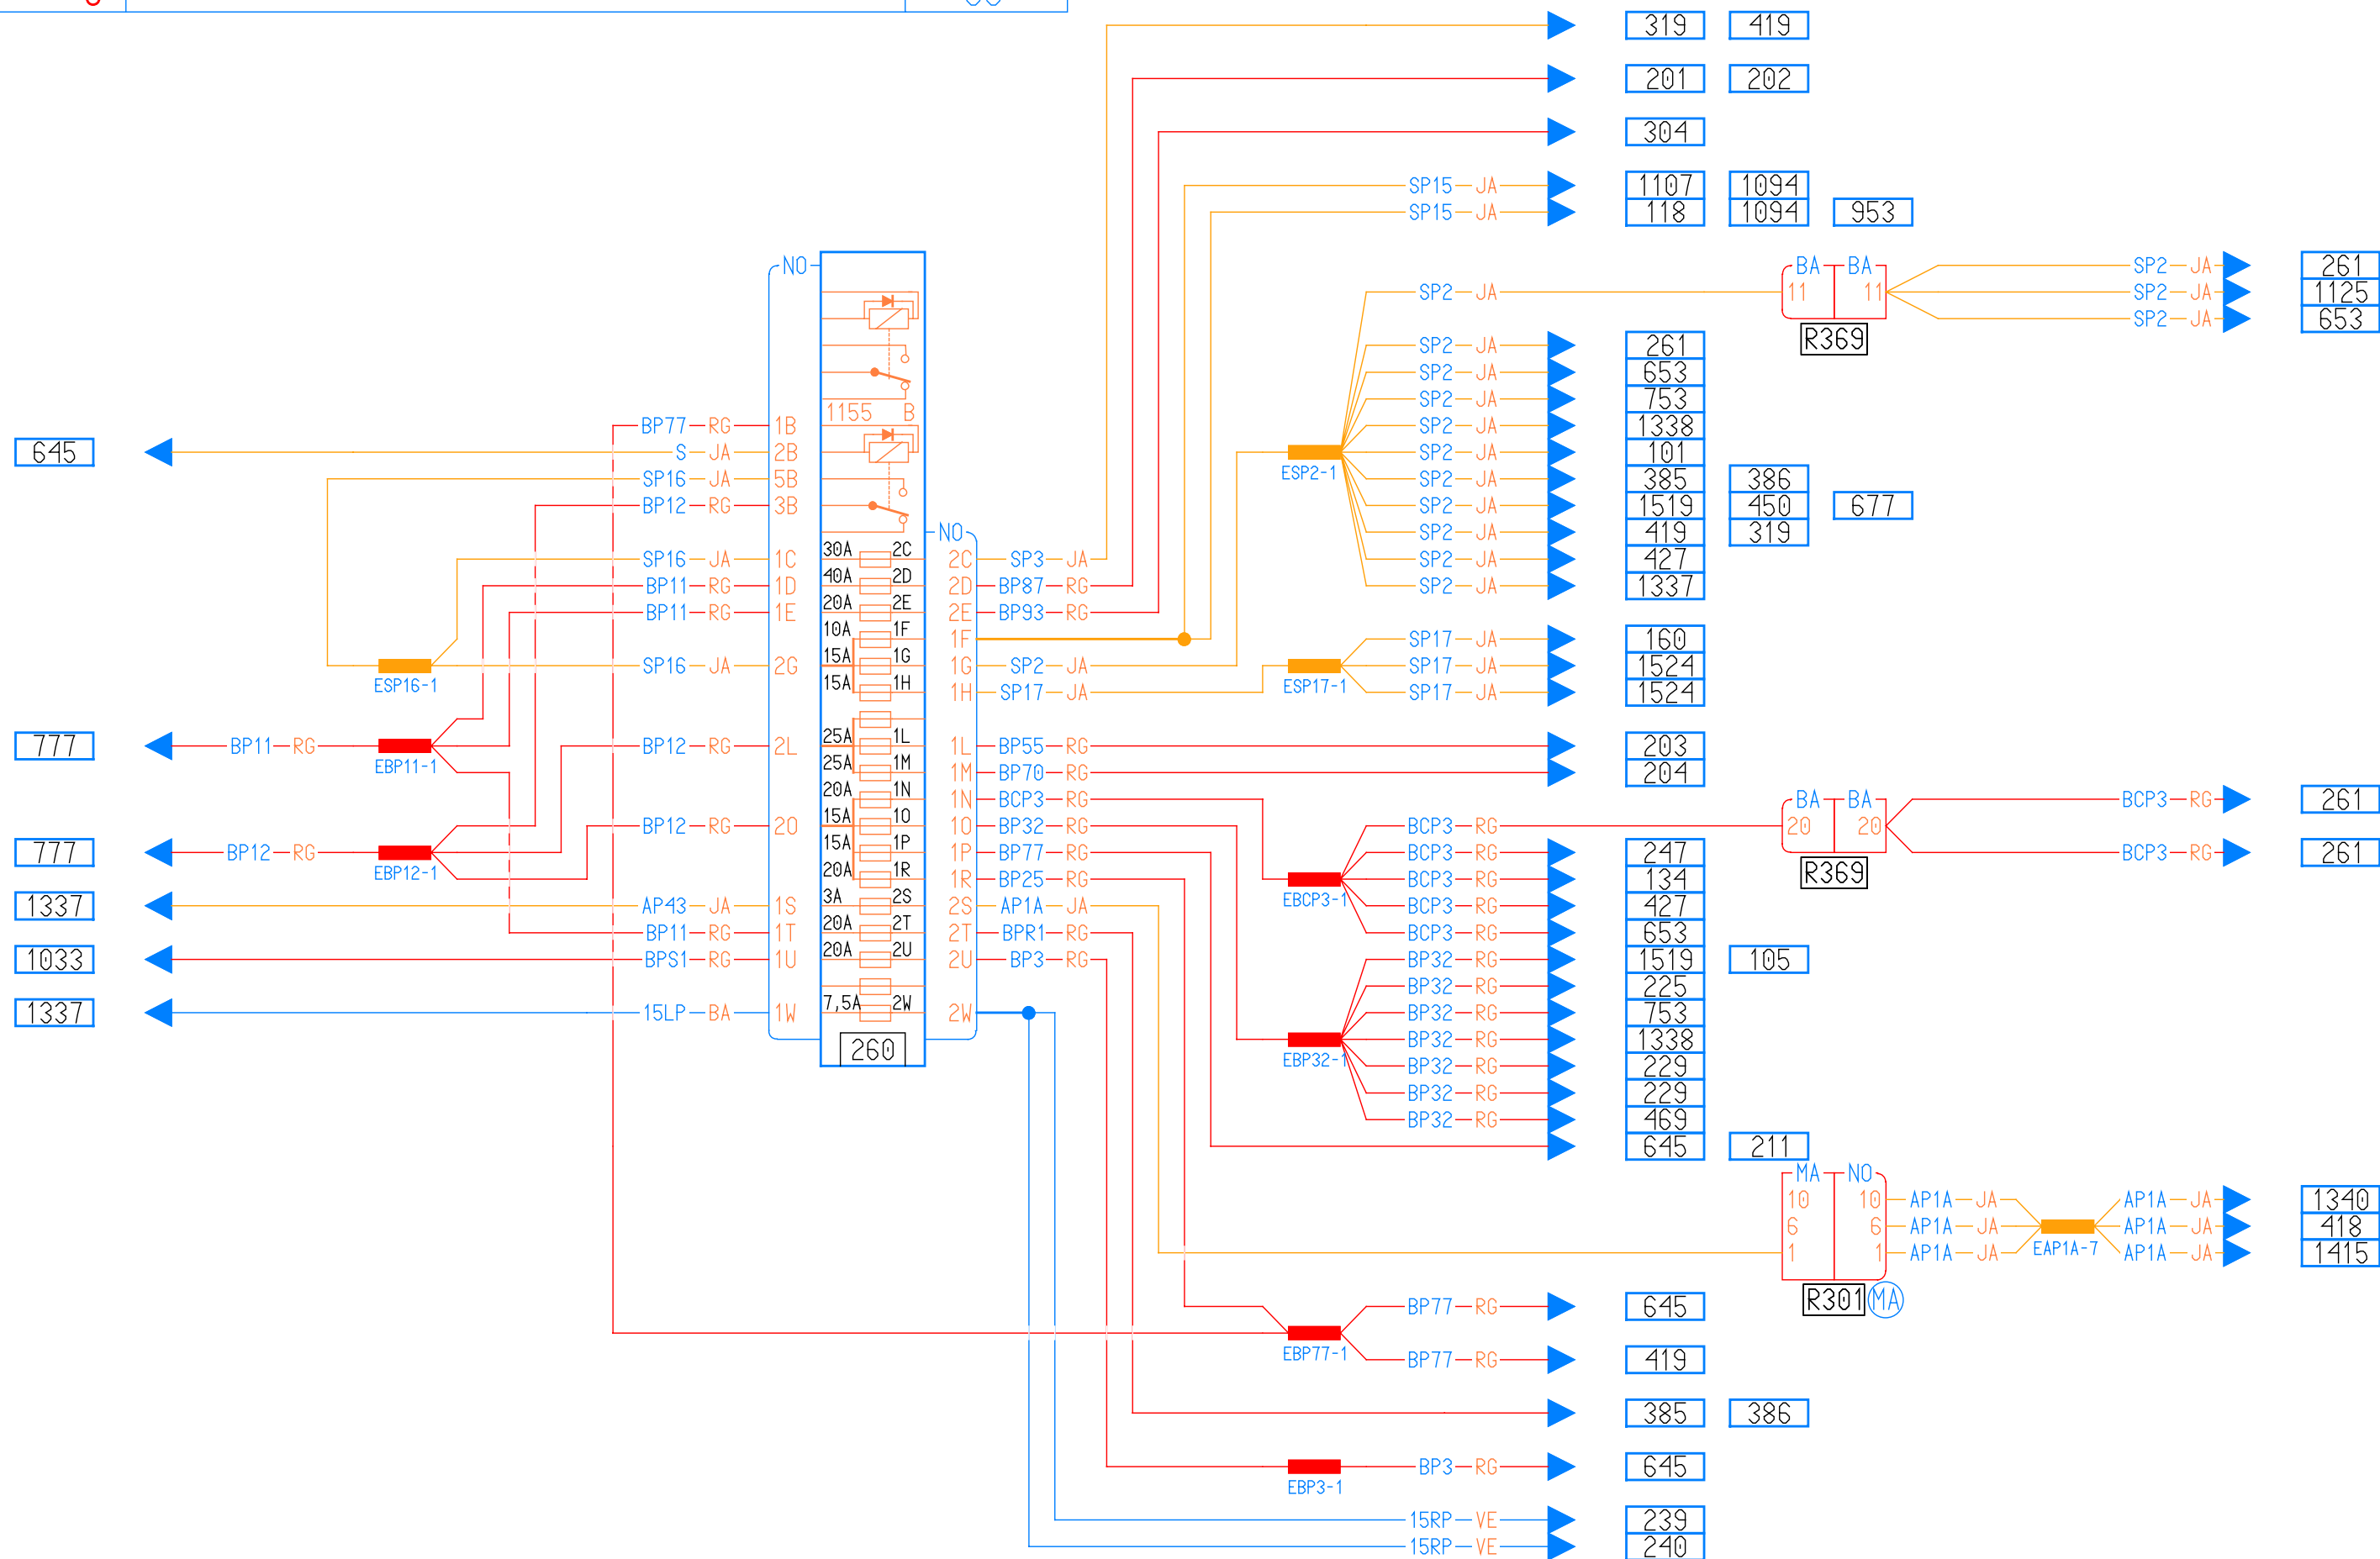 319 419
201 202
304
SP15 JA 1107 1094
SP15 JA 118 1094 953
NO
BA BA
SP2 JA 261
SP2 JA 11 11 SP2 JA 1125
SP2 JA 653
R369
SP2 JA 261
SP2 JA 653
SP2 JA 753
1155 B
BP77 RG 1B SP2 JA 1338
645 S JA 2B SP2 JA 101
ESP2-1
SP16 JA 5B SP2 JA 385 386
BP12 RG 3B SP2 JA 1519 450 677
NO SP2 JA 419 319
SP16 JA 1C 30A 2C 2C SP3 JA SP2 JA 427
BP11 RG 1D 40A 2D 2D BP87 RG SP2 JA 1337
BP11 RG 1E 20A 2E 2E BP93 RG
10A 1F 1F SP17 JA 160
SP16 JA 2G 15A 1G 1G SP2 JA SP17 JA 1524
ESP16-1 ESP17-1
15A 1H 1H SP17 JA SP17 JA 1524
777 BP11 RG BP12 RG 2L 25A 1L 1L BP55 RG 203
EBP11-1
25A 1M 1M BP70 RG 204
20A 1N 1N BCP3 RG BA BA BCP3 RG 261
BP12 RG 2O 15A 1O 1O BP32 RG BCP3 RG 20 20
777 BP12 RG 15A 1P 1P BP77 RG BCP3 RG 247 BCP3 RG 261
EBP12-1 R369
20A 1R 1R BP25 RG BCP3 RG 134
EBCP3-1
1337 AP43 JA 1S 3A 2S 2S AP1A JA BCP3 RG 427
BP11 RG 1T 20A 2T 2T BPR1 RG BCP3 RG 653
1033 BPS1 RG 1U 20A 2U 2U BP3 RG BP32 RG 1519 105
BP32 RG 225
1337 15LP BA 1W 7,5A 2W 2W BP32 RG 753
260 BP32 RG 1338
EBP32-1
BP32 RG 229
BP32 RG 229
BP32 RG 469
645 211
MA NO
10 10 AP1A JA AP1A JA 1340
6 6 AP1A JA AP1A JA 418
EAP1A-7
1 1 AP1A JA AP1A JA 1415
R301 MA
BP77 RG 645
EBP77-1
BP77 RG 419
385 386
BP3 RG 645
EBP3-1
15RP VE 239
15RP VE 240